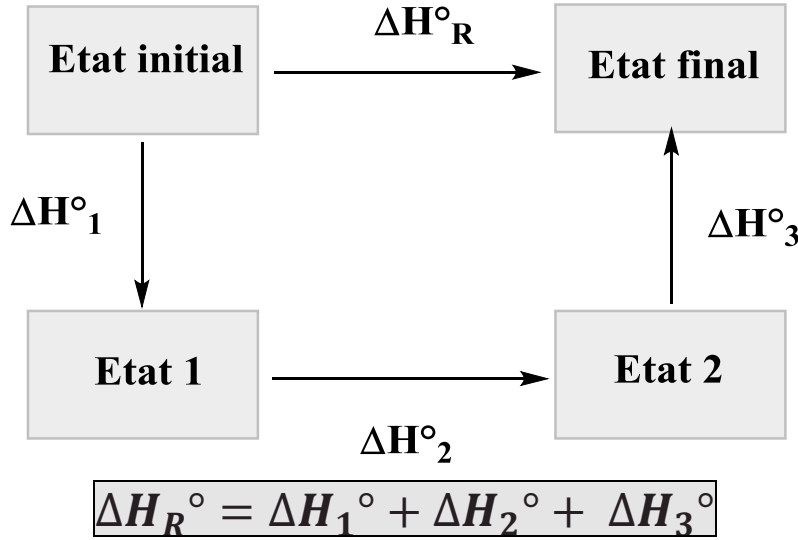 ΔH°R
Etat initial
Etat final
ΔH°1
ΔH°3
Etat 1
Etat 2
ΔH°2
ΔHR° = ΔH1° + ΔH2° + ΔH3°